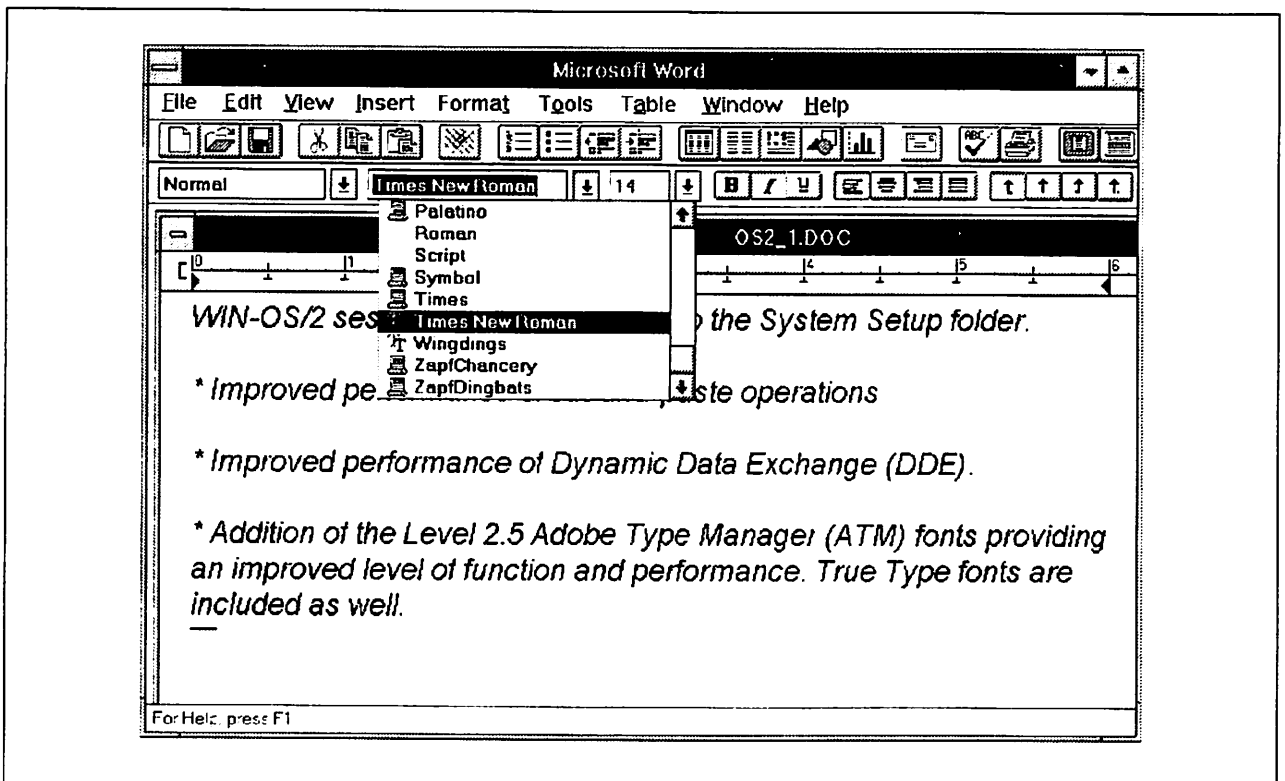 Microsoft Word
File Edit View Insert Format Tools Table Window Help
Normal Times New Roman 14 B I U
Palatino
Roman
Script
Symbol
Times
Times New Roman
Wingdings
ZapfChancery
ZapfDingbats
OS2_1.DOC
0 1 4 5 6
WIN-OS/2 ses the System Setup folder.
* Improved pe ste operations
* Improved performance of Dynamic Data Exchange (DDE).
* Addition of the Level 2.5 Adobe Type Manager (ATM) fonts providing
an improved level of function and performance. True Type fonts are
included as well.
For Help, press F1